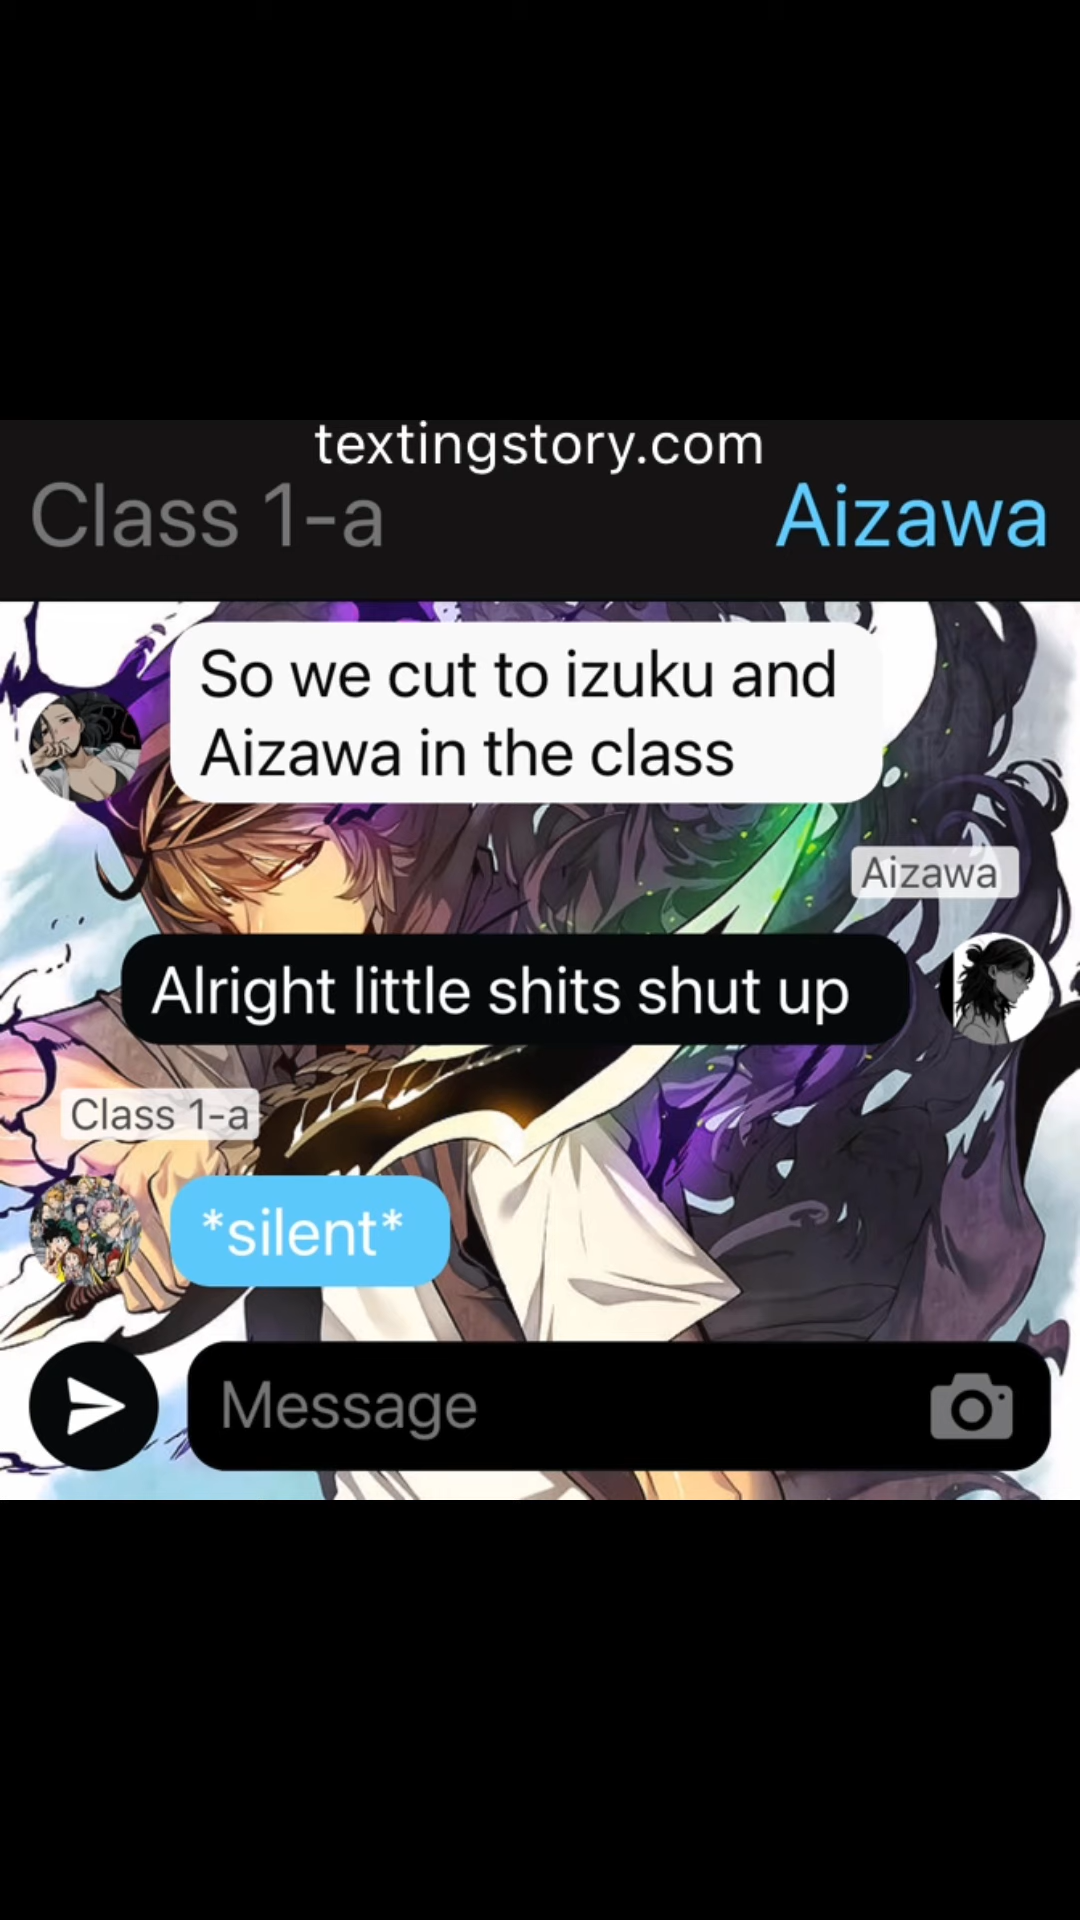 textingstory.com
Class 1-a
Aizawa
So we cut to izuku and
Aizawa in the class
Aizawa
Alright little shits shut up
Class 1-a
*silent*
Message